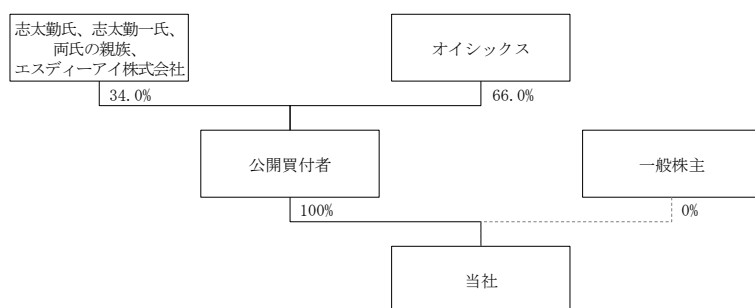 志太勤氏、志太勤一氏、
両氏の親族、
エスディーアイ株式会社
オイシックス
34.0%
66.0%
公開買付者
一般株主
100%
0%
当社